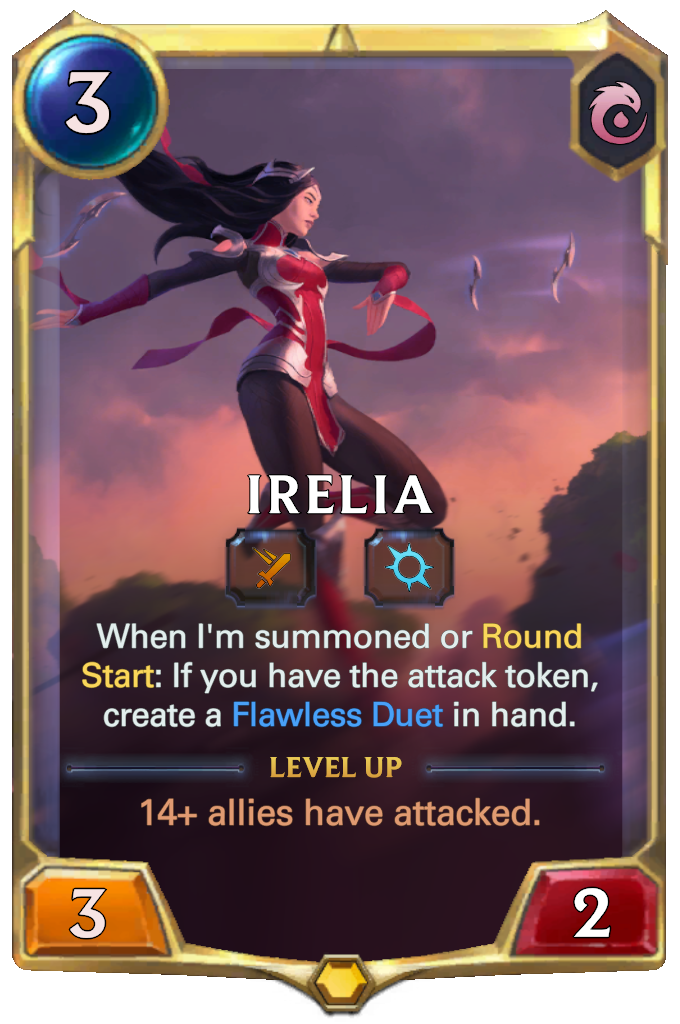 3
IRELIA
When I'm summoned or Round
Start: If you have the attack token,
create a Flawless Duet in hand.
LEVEL UP
14+ allies have attacked.
3
2